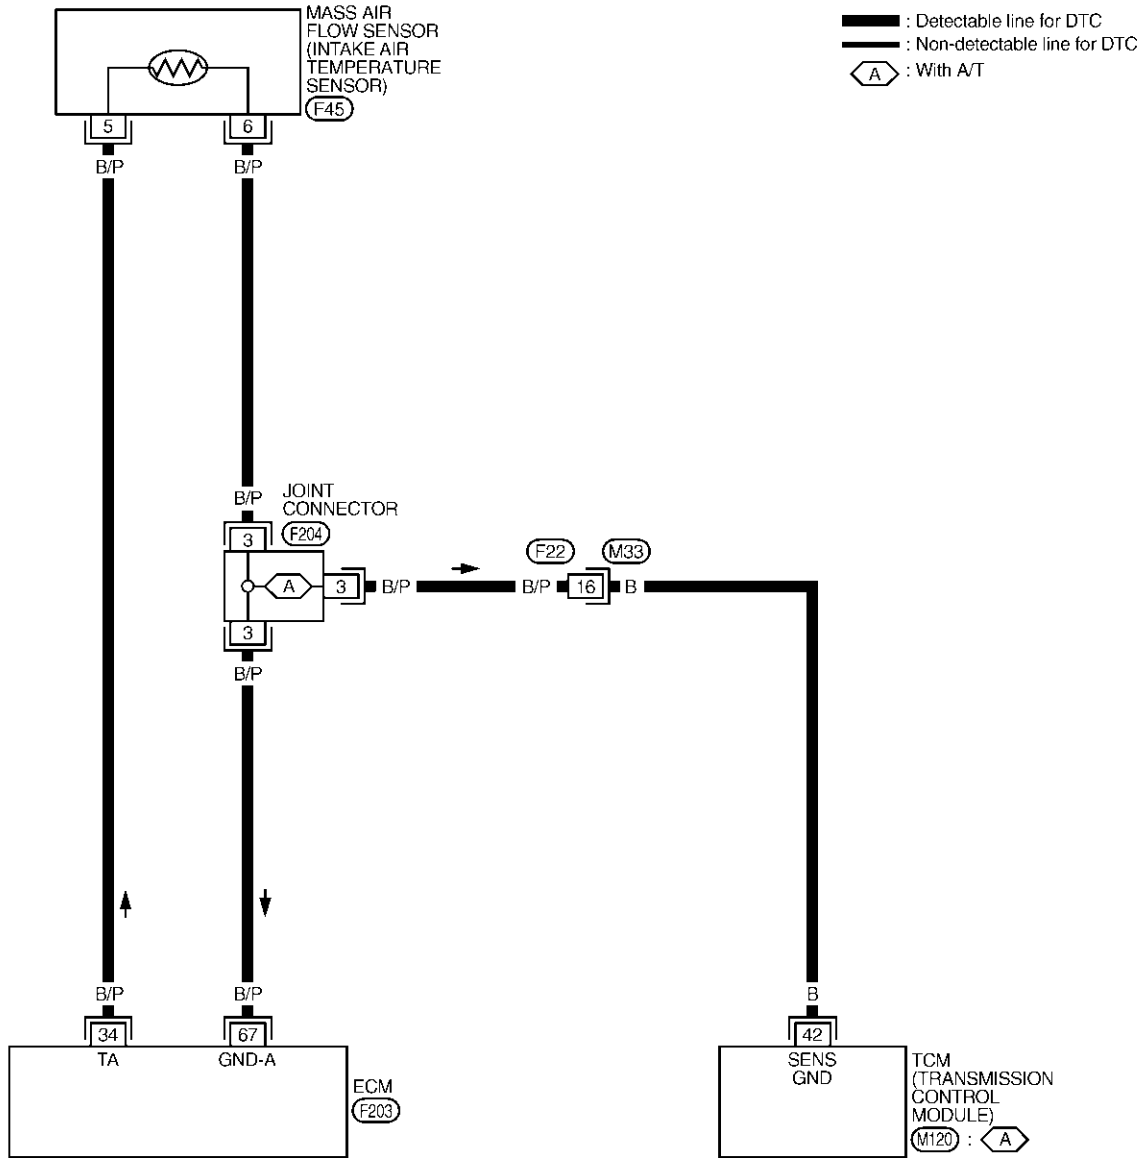 MASS AIR
FLOW SENSOR
(INTAKE AIR
TEMPERATURE
SENSOR)
F45
: Detectable line for DTC
: Non-detectable line for DTC
A : With A/T
5 6
B/P B/P
B/P
JOINT
CONNECTOR
F204
3
A 3 B/P B/P 16 B
F22 M33
3
B/P
B/P B/P B
34 67 42
TA GND-A
ECM
F203
SENS
GND
TCM
(TRANSMISSION
CONTROL
MODULE)
M120 : A